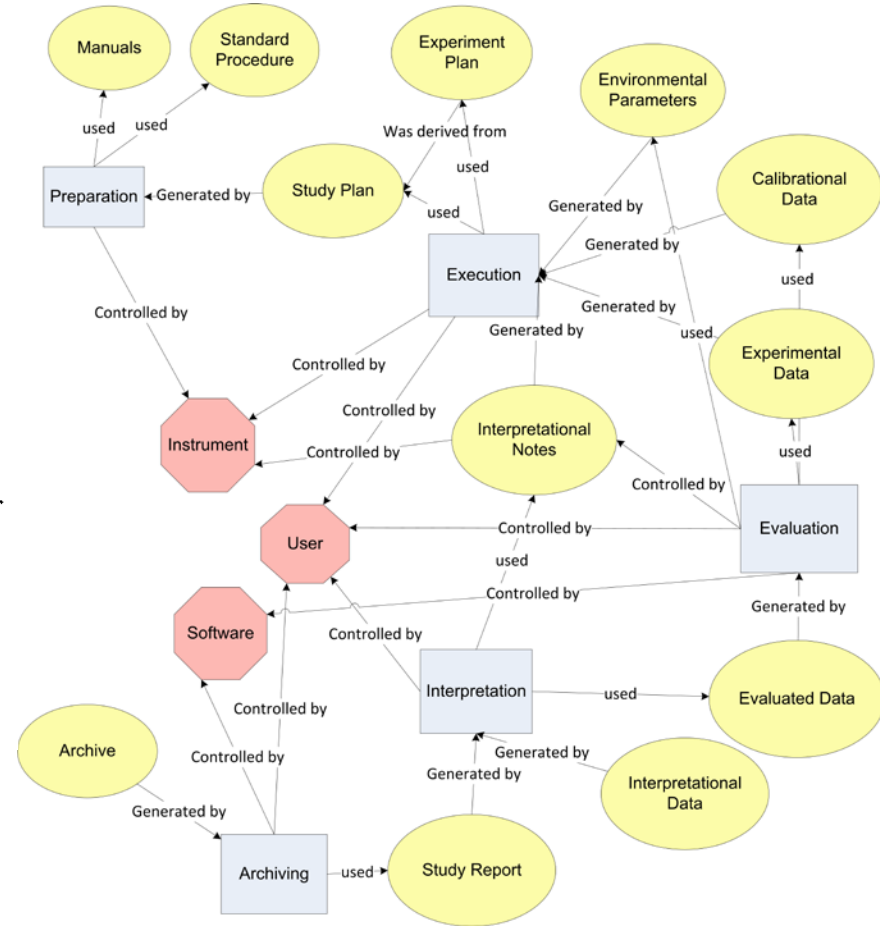 Manuals
Standard
Procedure
Experiment
Plan
Environmental
Parameters
used
used
Was derived from
used
Calibrational
Data
Preparation
Generated by
Study Plan
used
Generated by
Generated by
Execution
used
Controlled by
Generated by
Generated by
used
Experimental
Data
Controlled by
Controlled by
Instrument
Controlled by
Interpretational
Notes
used
Controlled by
User
Controlled by
Evaluation
used
Controlled by
Generated by
Software
Controlled by
Interpretation
used
Evaluated Data
Controlled by
Archive
Controlled by
Generated by
Generated by
Interpretational
Data
Generated by
Archiving
used
Study Report